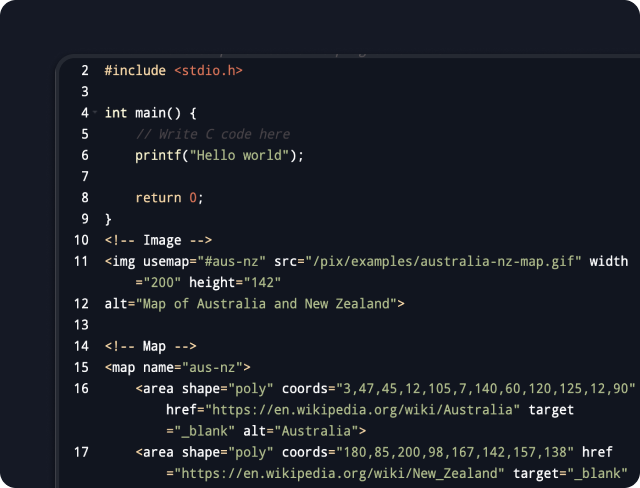 2 #include <stdio.h>
3
4 int main() {
5 // Write C code here
6 printf("Hello world");
7
8 return 0;
9 }
10 <!-- Image -->
11 <img usemap="#aus-nz" src="/pix/examples/australia-nz-map.gif" width
="200" height="142"
12 alt="Map of Australia and New Zealand">
13
14 <!-- Map -->
15 <map name="aus-nz">
16 <area shape="poly" coords="3,47,45,12,105,7,140,60,120,125,12,90"
href="https://en.wikipedia.org/wiki/Australia" target
="_blank" alt="Australia">
17 <area shape="poly" coords="180,85,200,98,167,142,157,138" href
="https://en.wikipedia.org/wiki/New_Zealand" target="_blank"